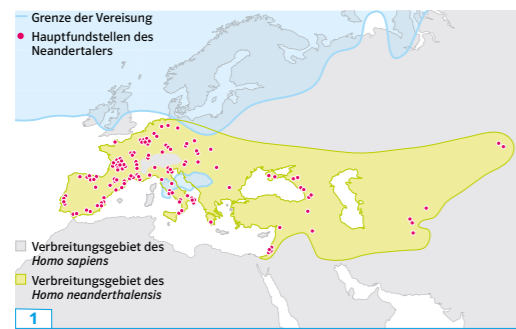 Grenze der Vereisung
Hauptfundstellen des
Neandertalers
Verbreitungsgebiet des
Homo sapiens
Verbreitungsgebiet des
Homo neanderthalensis
1